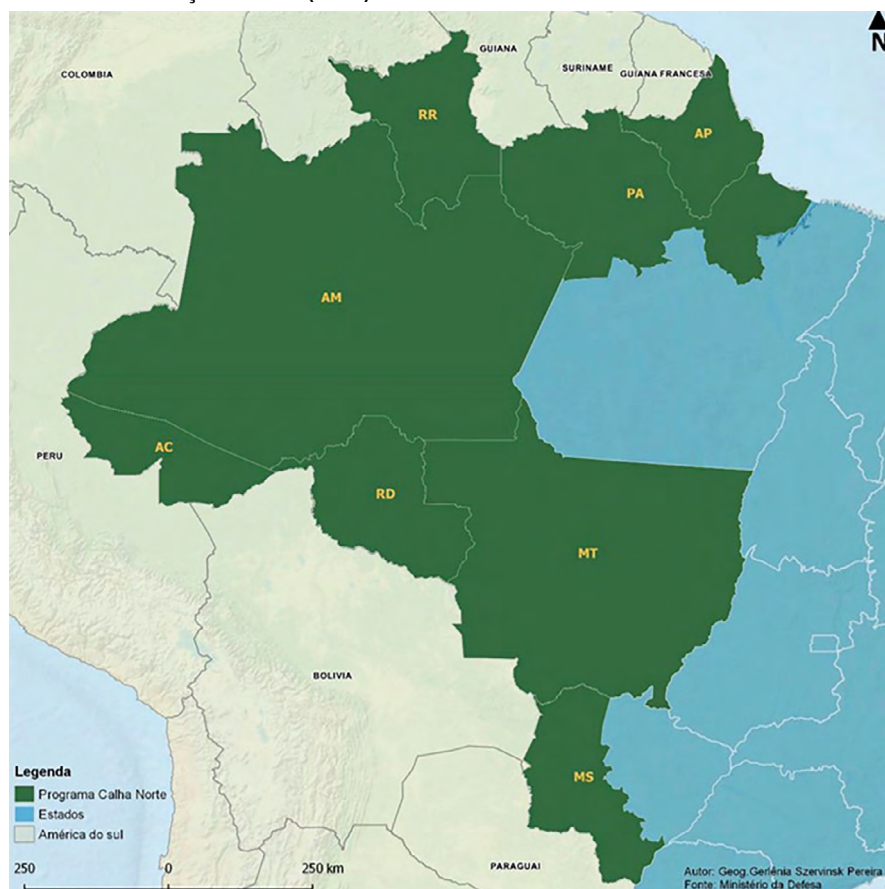 N
COLOMBIA
GUIANA
SURINAME
GUIANA FRANCESA
RR
AP
PA
AM
AC
PERU
RD
MT
BOLIVIA
MS
Legenda
Programa Calha Norte
Estados
América do sul
250 0 250 km
PARAGUAI
Autor: Geog.Gerlênia Szervinsk Pereira
Fonte: Ministério da Defesa